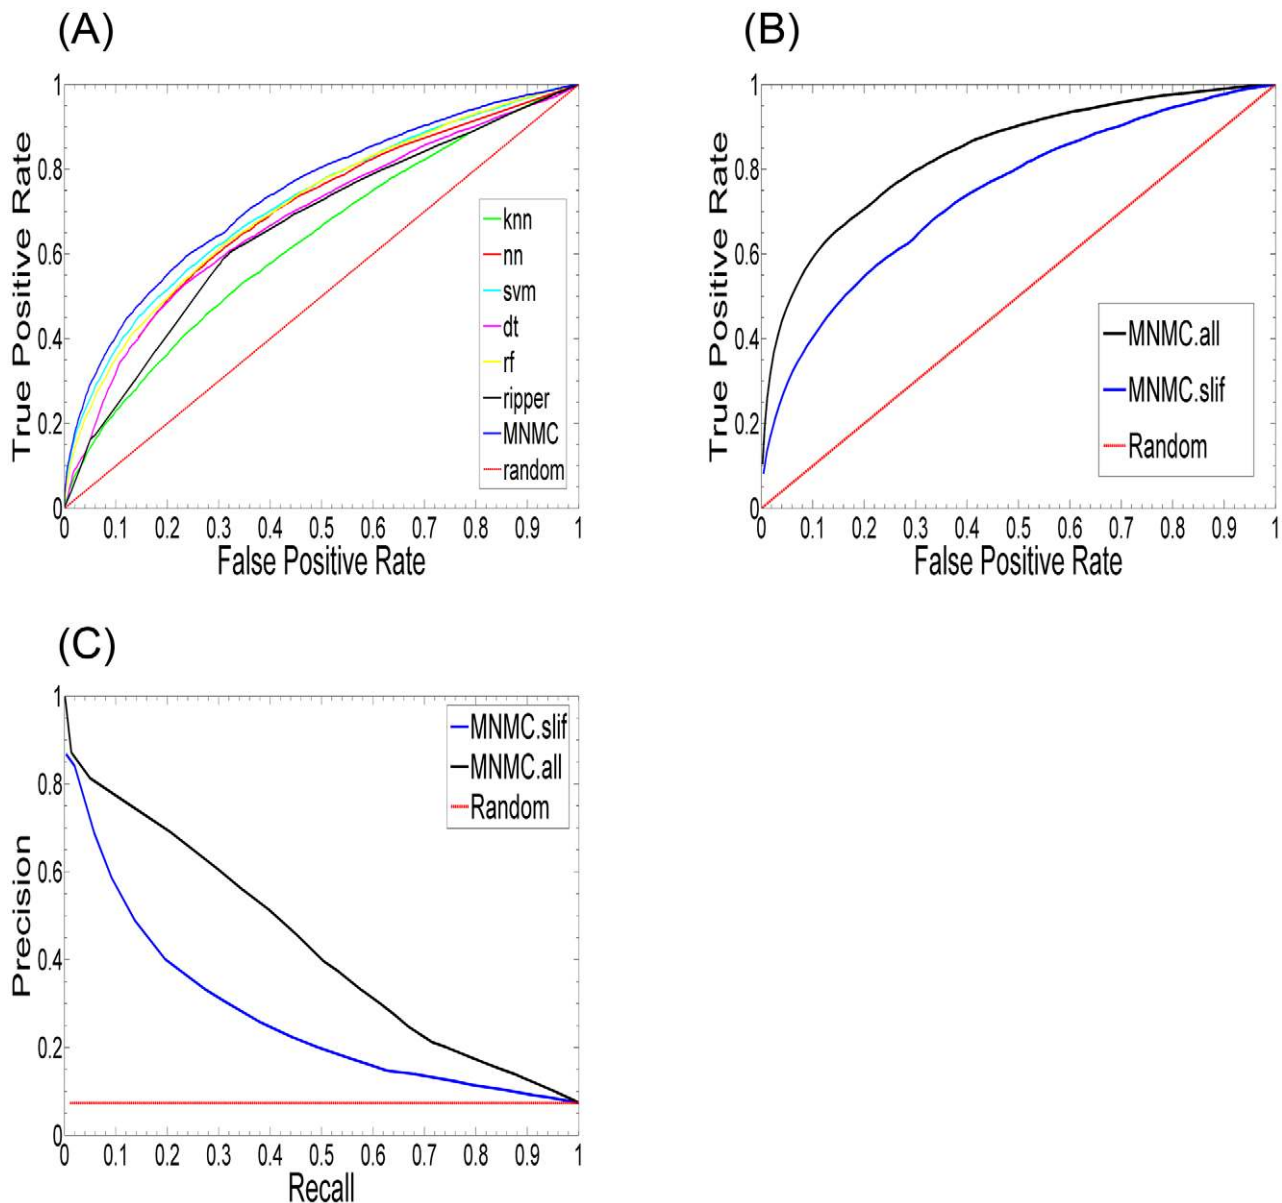 (A)
True Positive Rate
1
0.8
0.6
0.4
0.2
0
0 0.1 0.2 0.3 0.4 0.5 0.6 0.7 0.8 0.9 1
False Positive Rate
knn
nn
svm
dt
rf
ripper
MNMC
random
(B)
True Positive Rate
1
0.8
0.6
0.4
0.2
0
0 0.1 0.2 0.3 0.4 0.5 0.6 0.7 0.8 0.9 1
False Positive Rate
MNMC.all
MNMC.slif
Random
(C)
Precision
1
0.8
0.6
0.4
0.2
0
0 0.1 0.2 0.3 0.4 0.5 0.6 0.7 0.8 0.9 1
Recall
MNMC.slif
MNMC.all
Random